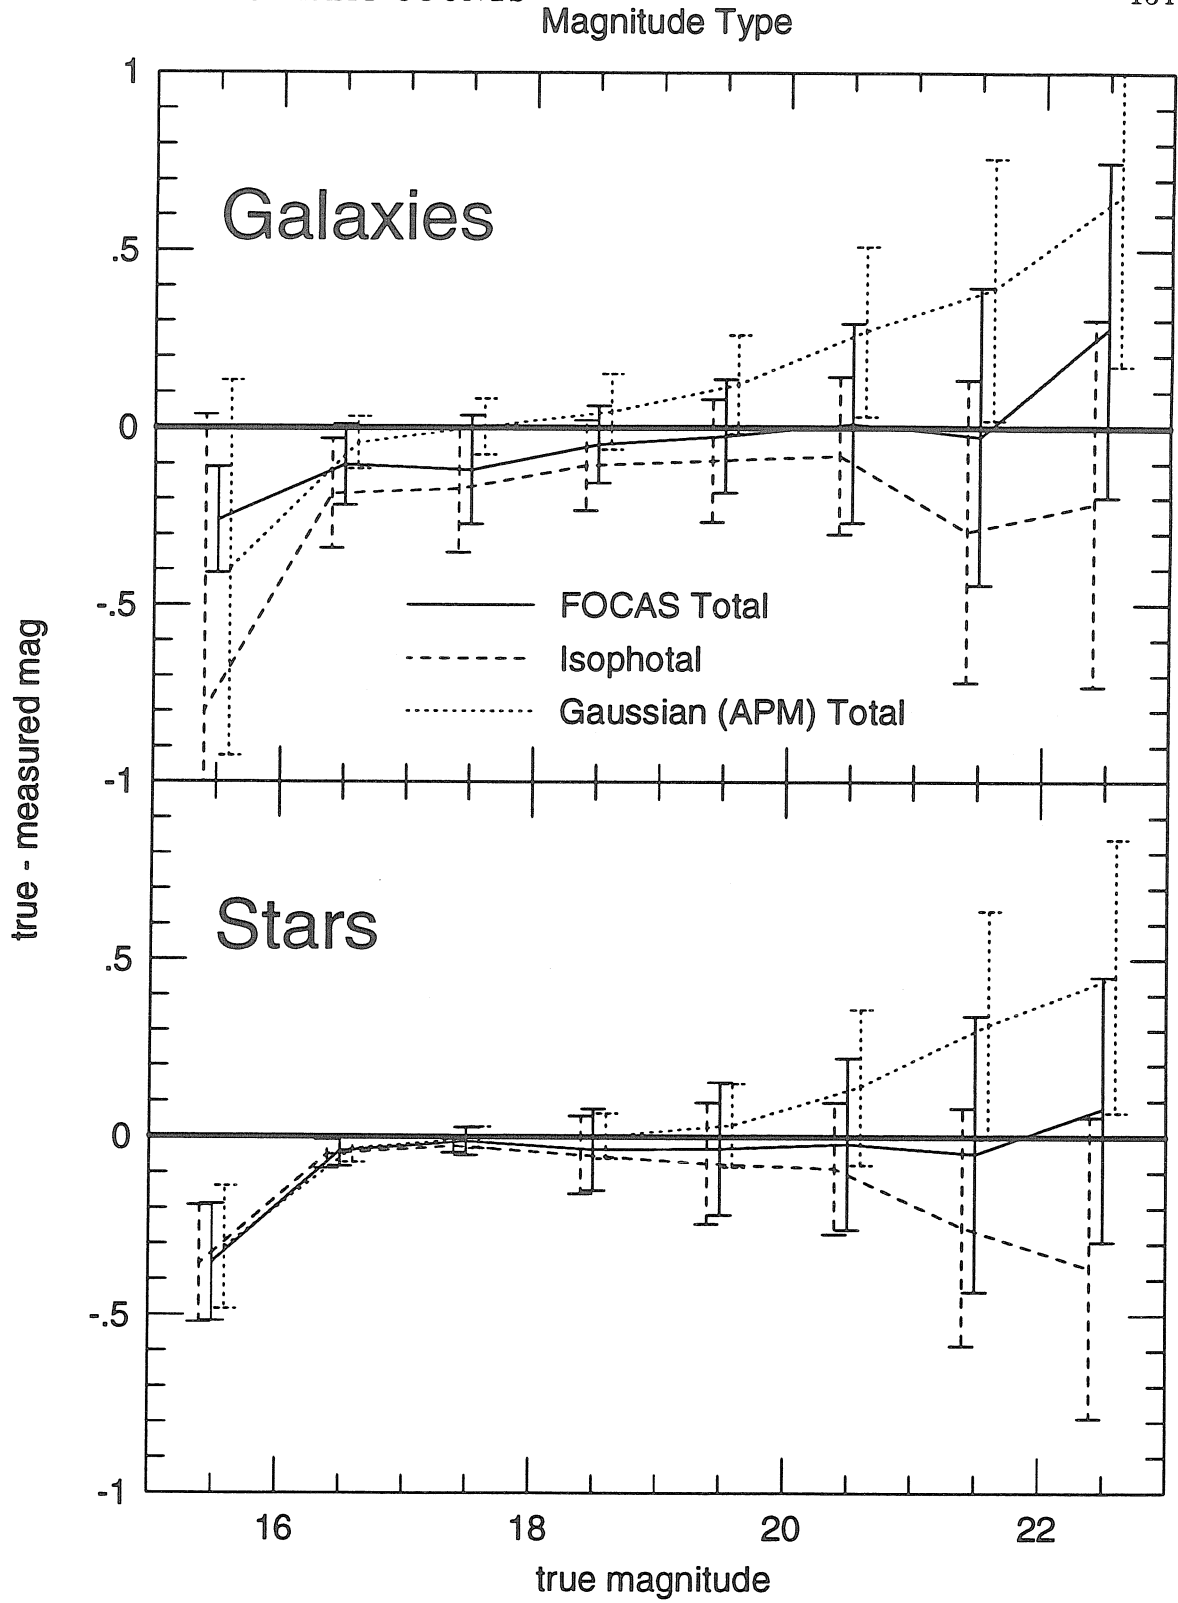 Magnitude Type
1
Galaxies
.5
0
-.5
FOCAS Total
Isophotal
Gaussian (APM) Total
-1
true - measured mag
Stars
.5
0
-.5
-1
16 18 20 22
true magnitude